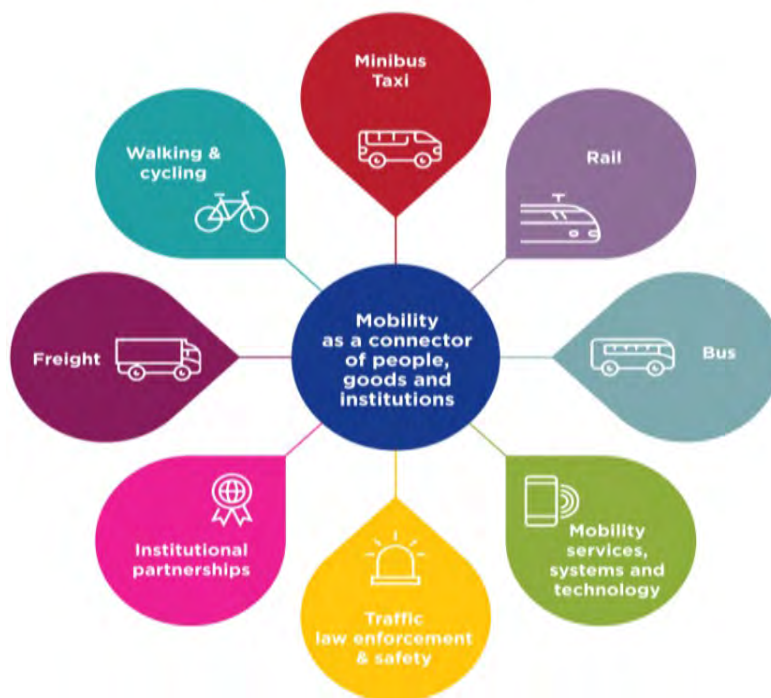 Minibus
Taxi
Walking &
cycling
Rail
Mobility
as a connector
of people,
goods and
institutions
Freight
Bus
Institutional
partnerships
Mobility
services,
systems and
technology
Traffic
law enforcement
& safety